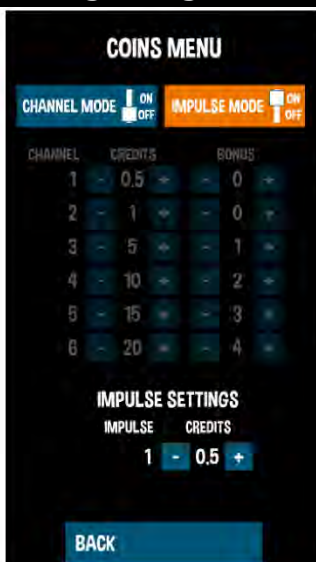 COINS MENU
CHANNEL MODE ON OFF IMPULSE MODE ON OFF
CHANNEL CREDITS BONUS
1 - 0.5 + - 0 +
2 - 1 + - 0 +
3 - 5 + - 1 +
4 - 10 + - 2 +
5 - 15 + - 3 +
6 - 20 + - 4 +
IMPULSE SETTINGS
IMPULSE CREDITS
1 - 0.5 +
BACK